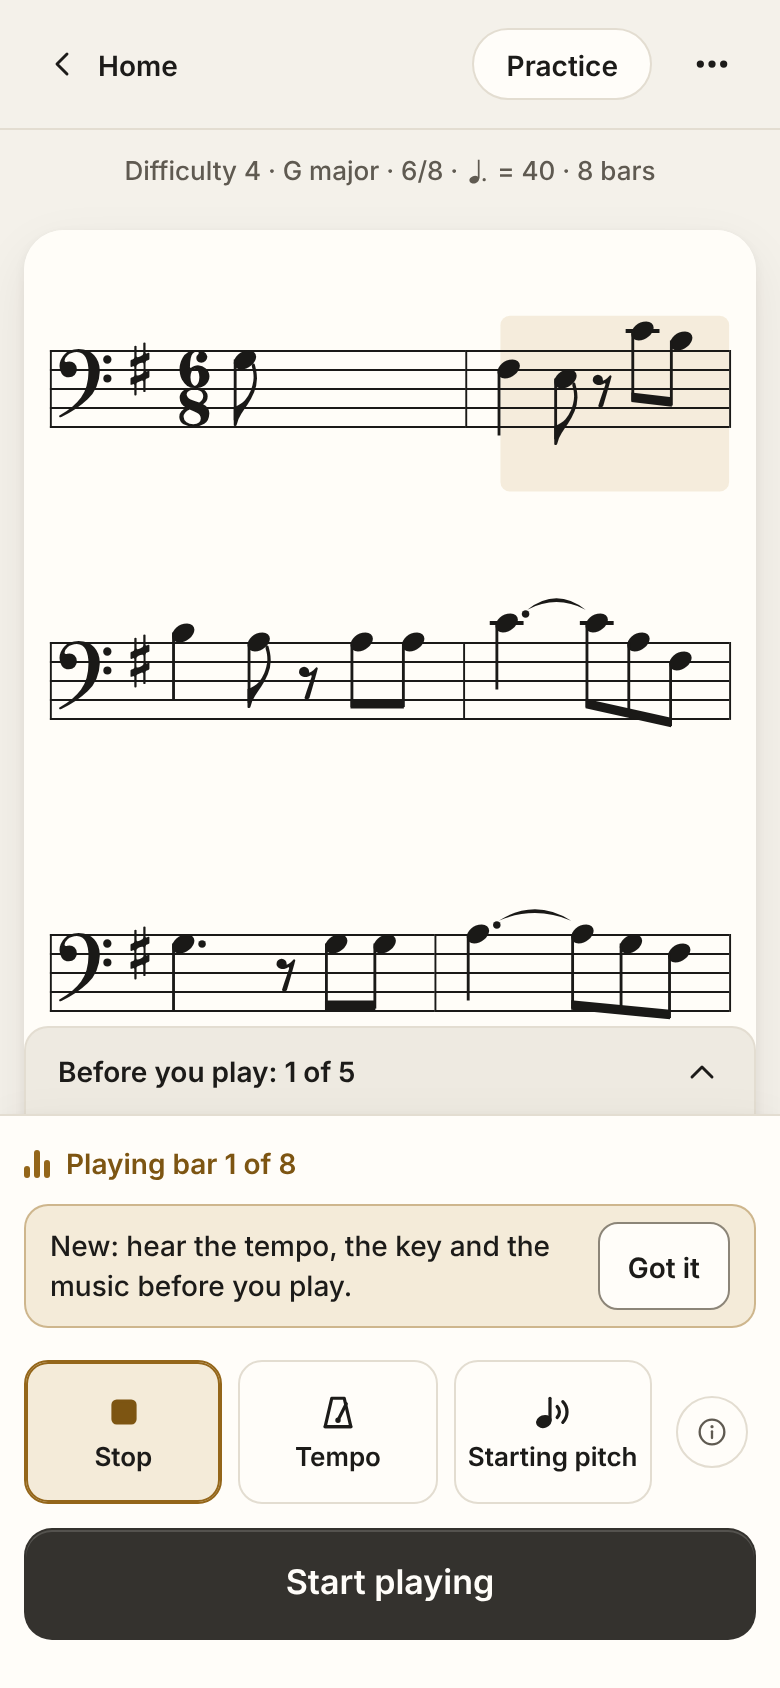 Home
Practice
Difficulty 4 · G major · 6/8 · ♩. = 40 · 8 bars
6
8
Before you play: 1 of 5
Playing bar 1 of 8
New: hear the tempo, the key and the
music before you play.
Got it
Stop
Tempo
Starting pitch
Start playing